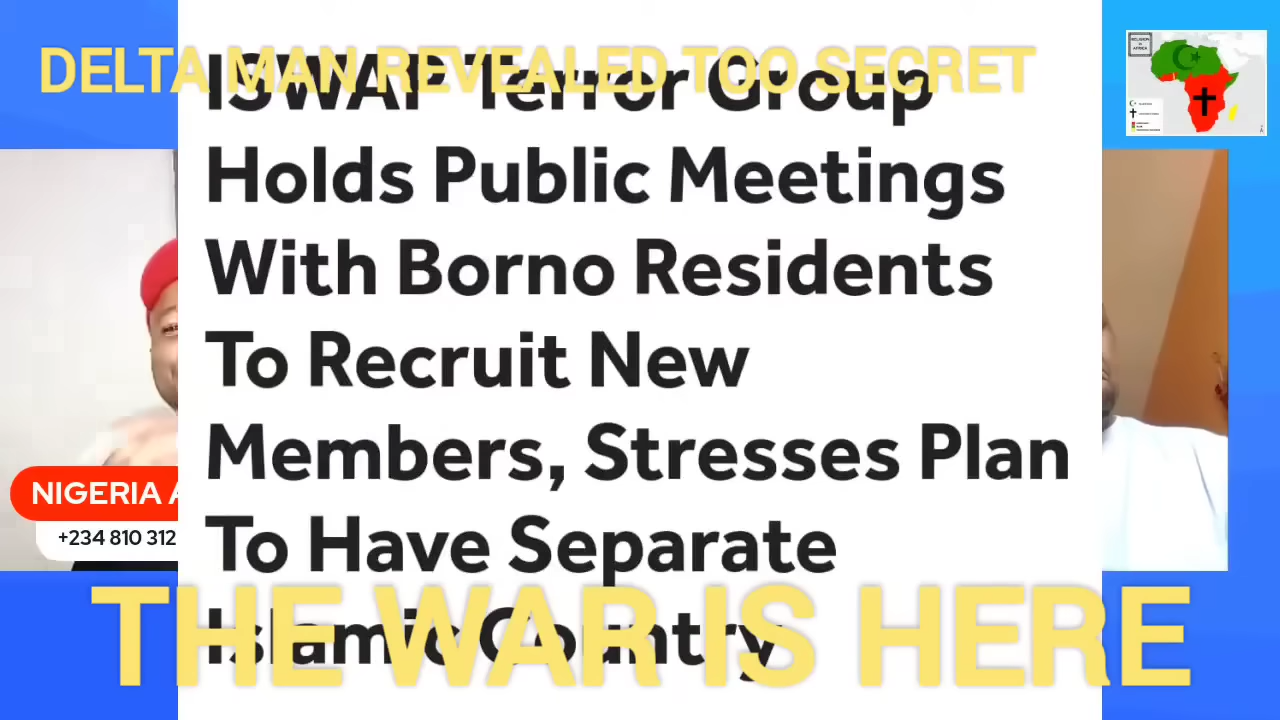 DELTA MAN REVEALED TOO SECRET
ISWAP Terror Group
Holds Public Meetings
With Borno Residents
To Recruit New
Members, Stresses Plan
To Have Separate
Islamic Country
NIGERIA A
+234 810 312
THE WAR IS HERE